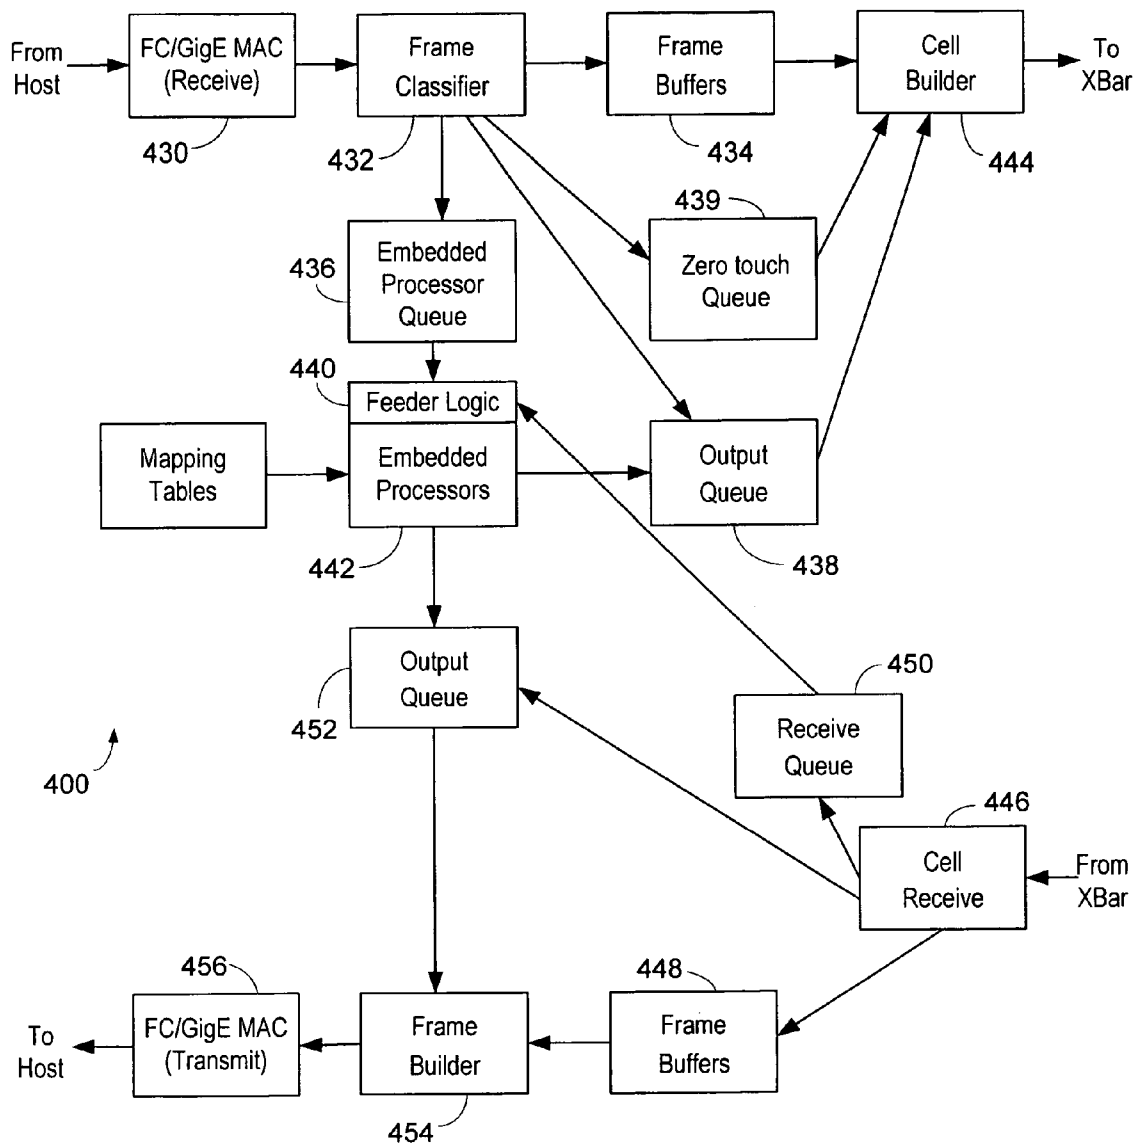 From
Host
FC/GigE MAC
(Receive)
430
Frame
Classifier
432
Frame
Buffers
434
Cell
Builder
444
To
XBar
439
Zero touch
Queue
436
Embedded
Processor
Queue
440
Feeder Logic
Mapping
Tables
Embedded
Processors
442
Output
Queue
438
Output
Queue
452
450
Receive
Queue
400
446
Cell
Receive
From
XBar
456
FC/GigE MAC
(Transmit)
To
Host
Frame
Builder
454
448
Frame
Buffers